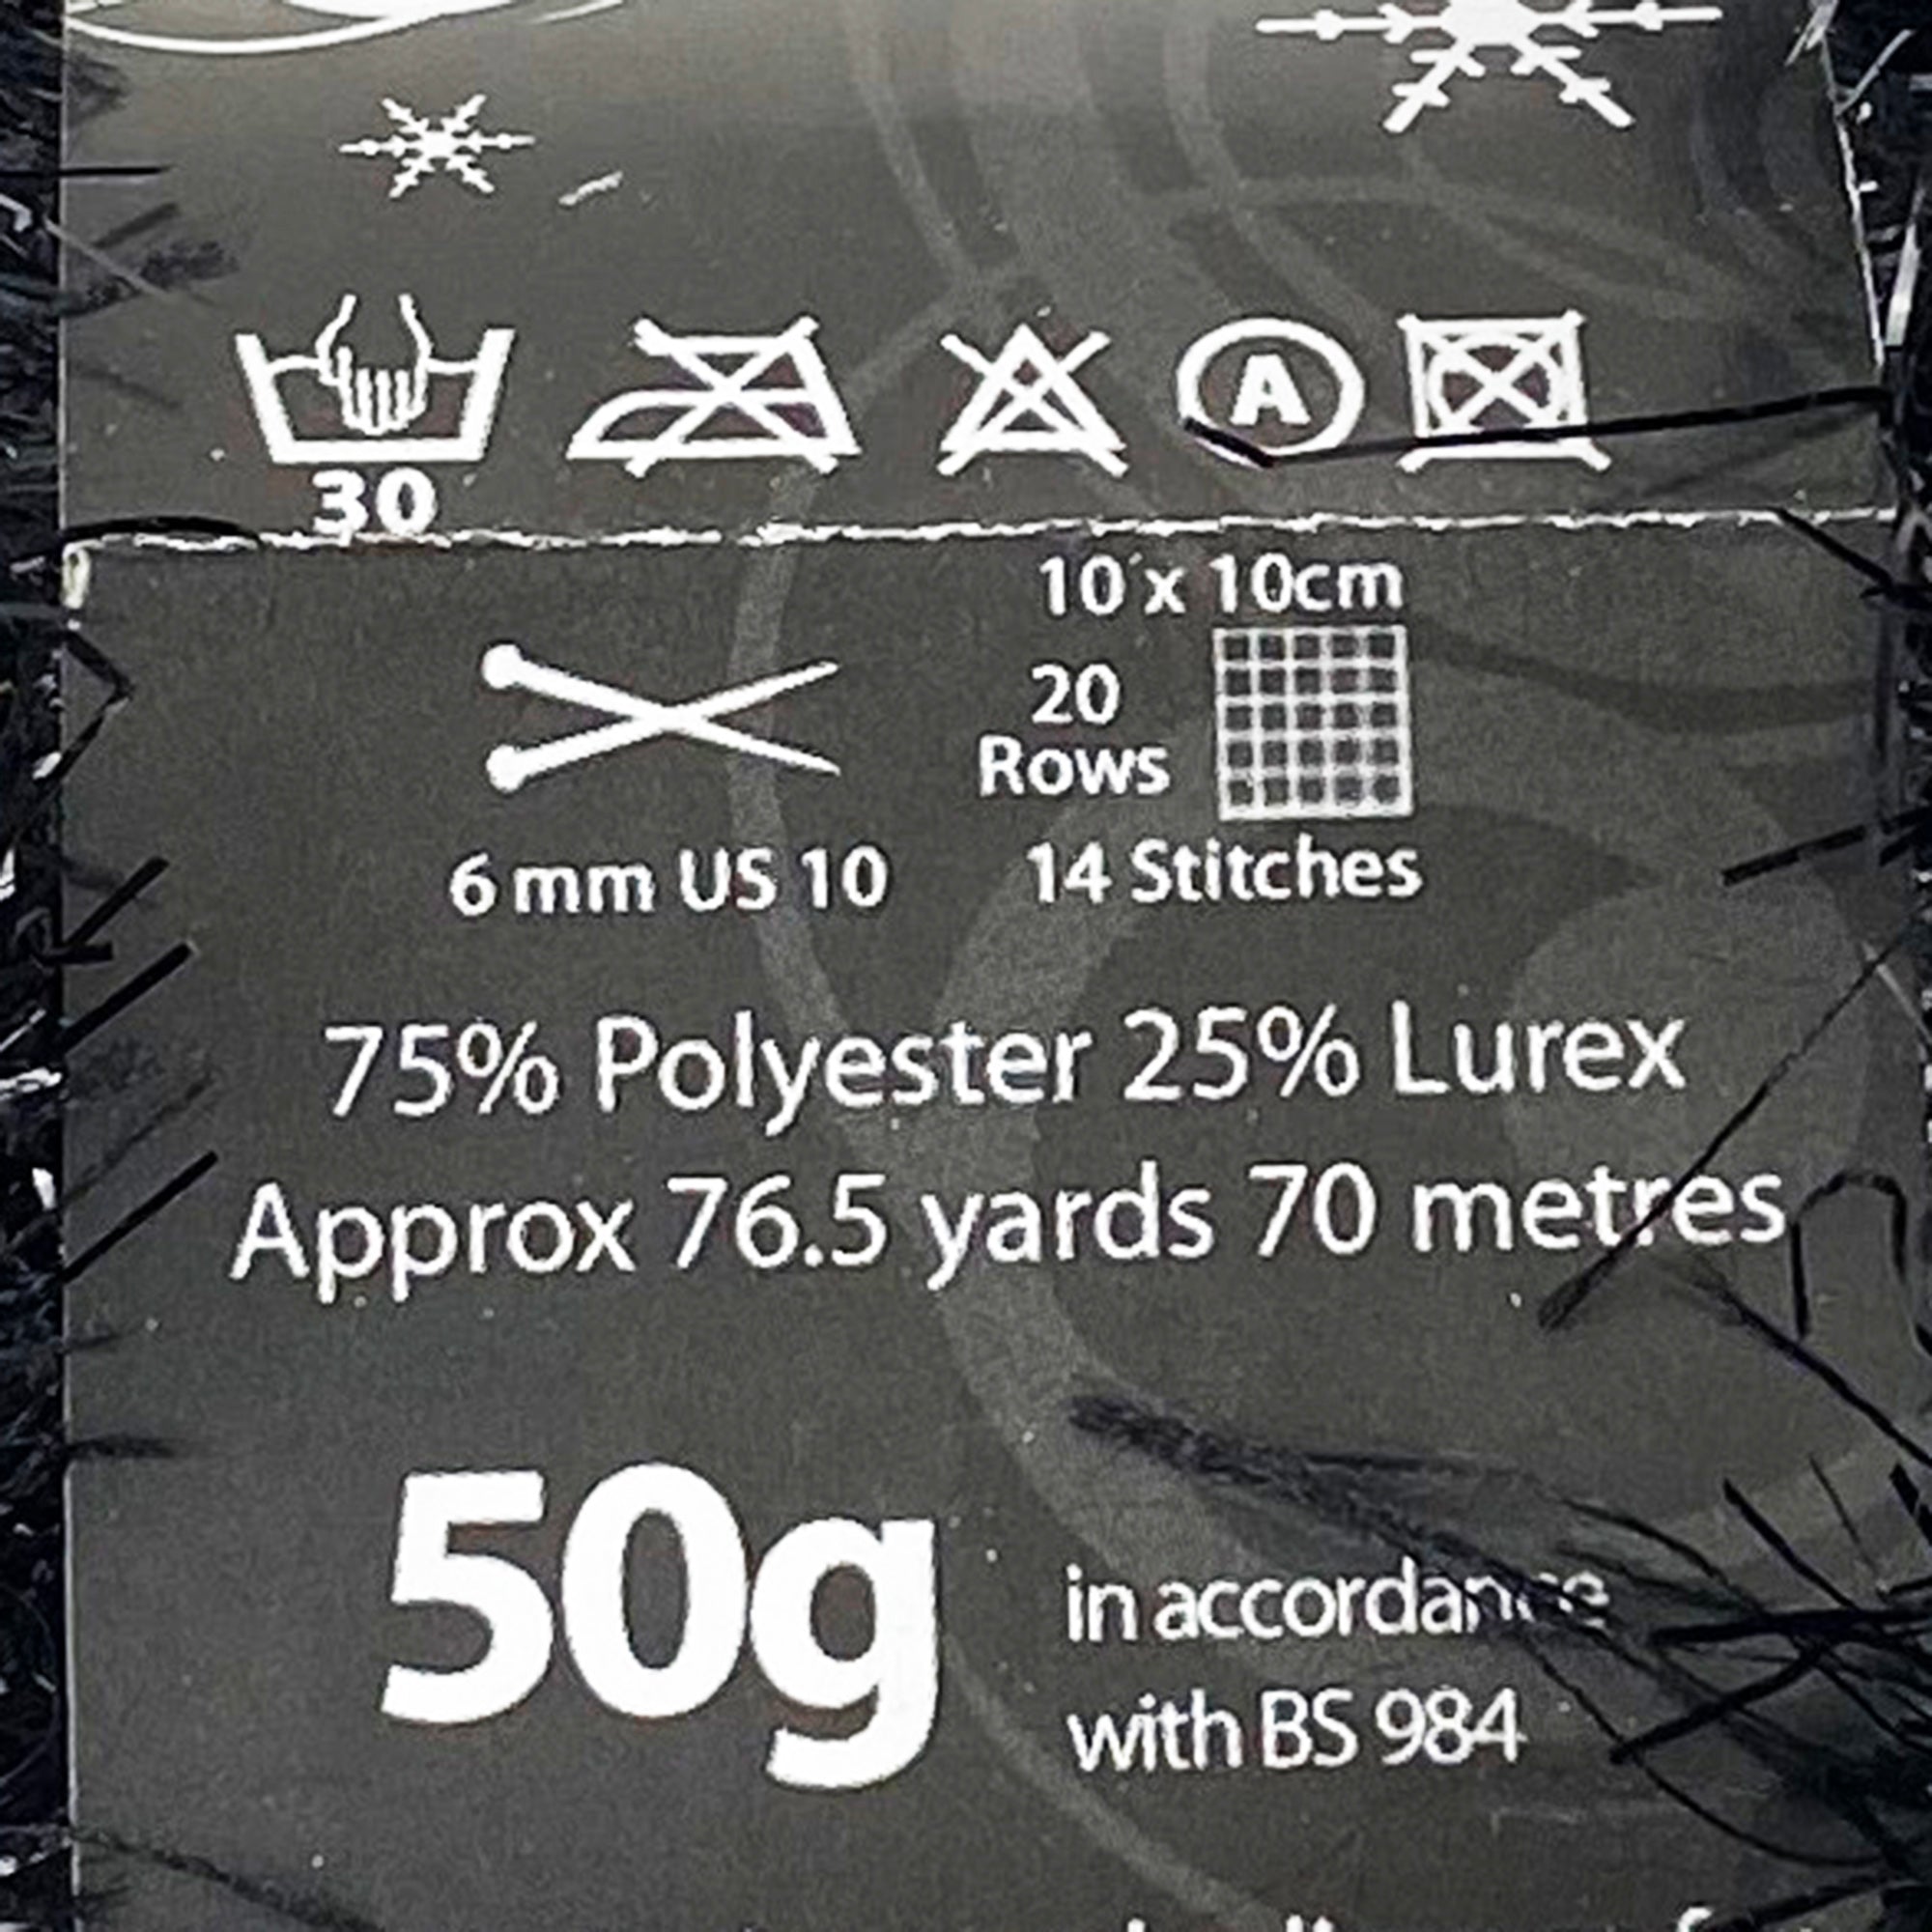 A
30
10 x 10cm
20
Rows
6 mm US 10
14 Stitches
75% Polyester 25% Lurex
Approx 76.5 yards 70 metres
50g
in accordance
with BS 984